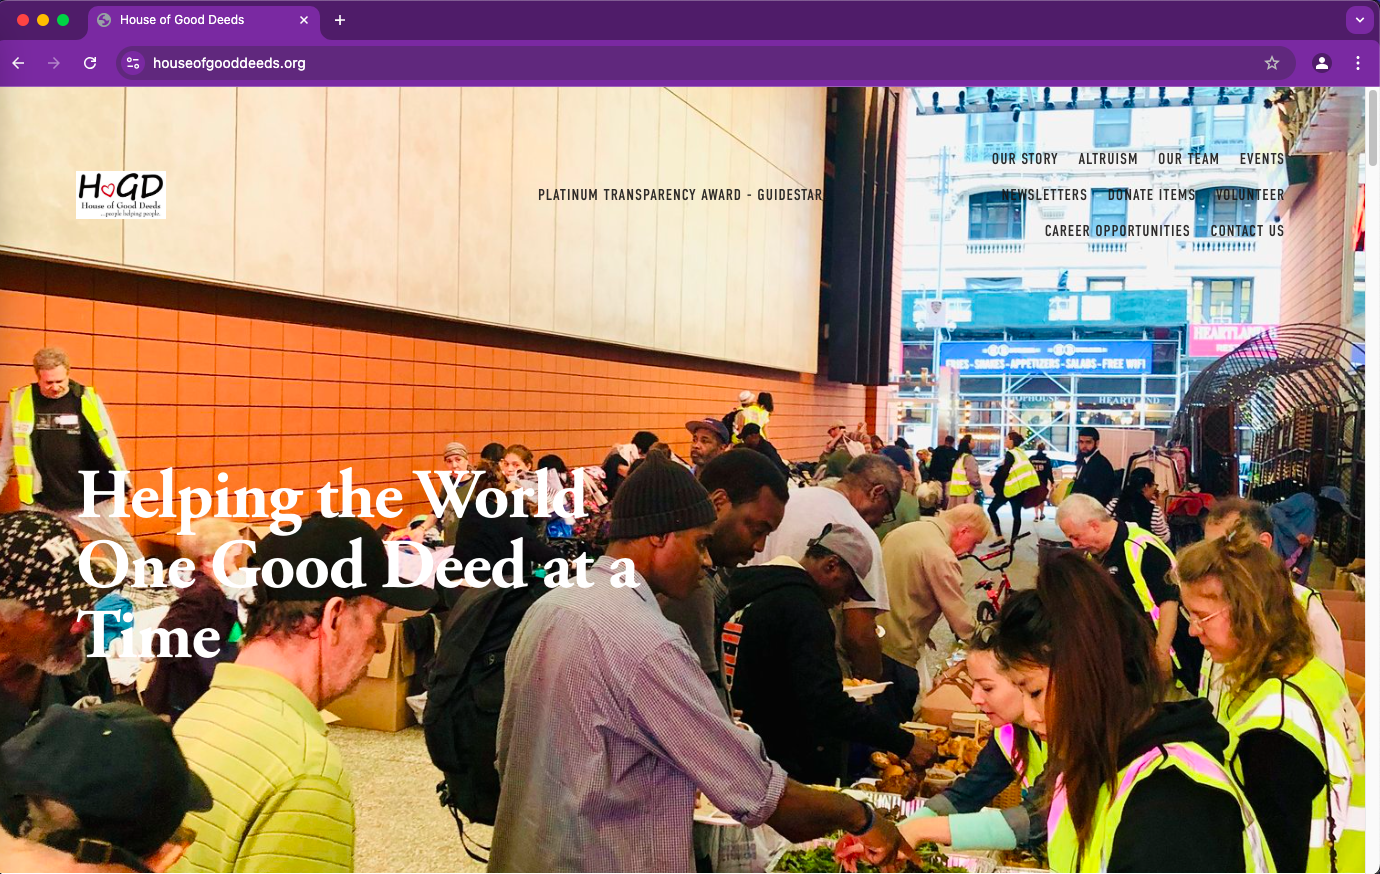 House of Good Deeds
houseofgooddeeds.org
OUR STORY ALTRUISM OUR TEAM EVENTS
PLATINUM TRANSPARENCY AWARD - GUIDESTAR
NEWSLETTERS DONATE ITEMS VOLUNTEER
CAREER OPPORTUNITIES CONTACT US
HGD
House of Good Deeds
...people helping people.
HEARTLAND
-SHAKES-APPETIZERS-SALADS-FREE WIFI
HEARTLAND
Helping the World
One Good Deed at a
Time